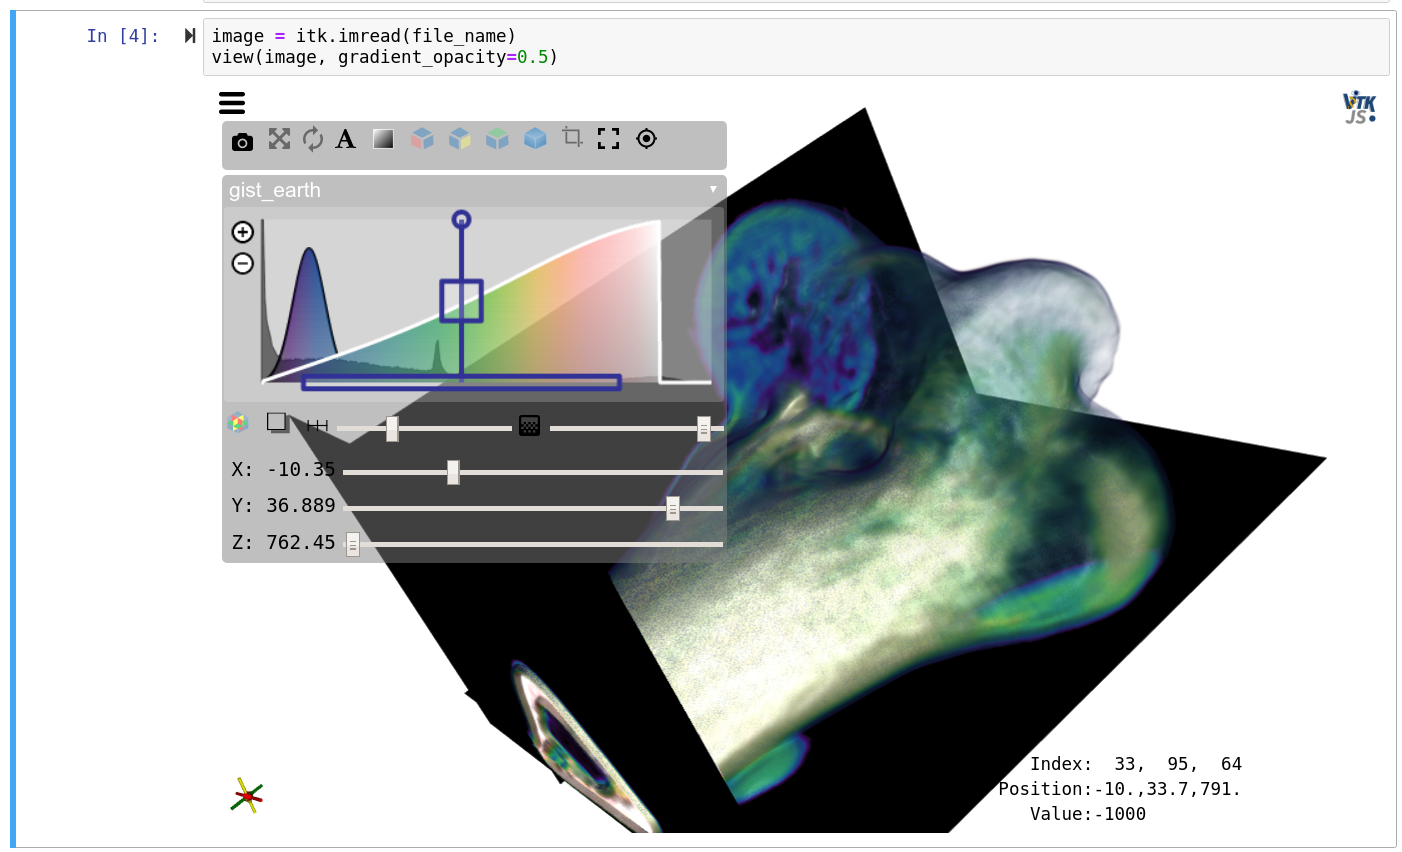 In [4]:
image = itk.imread(file_name)
view(image, gradient_opacity=0.5)
VTK
JS
A
gist_earth
X: -10.35
Y: 36.889
Z: 762.45
Index:  33,  95,  64
Position:-10.,33.7,791.
Value:-1000